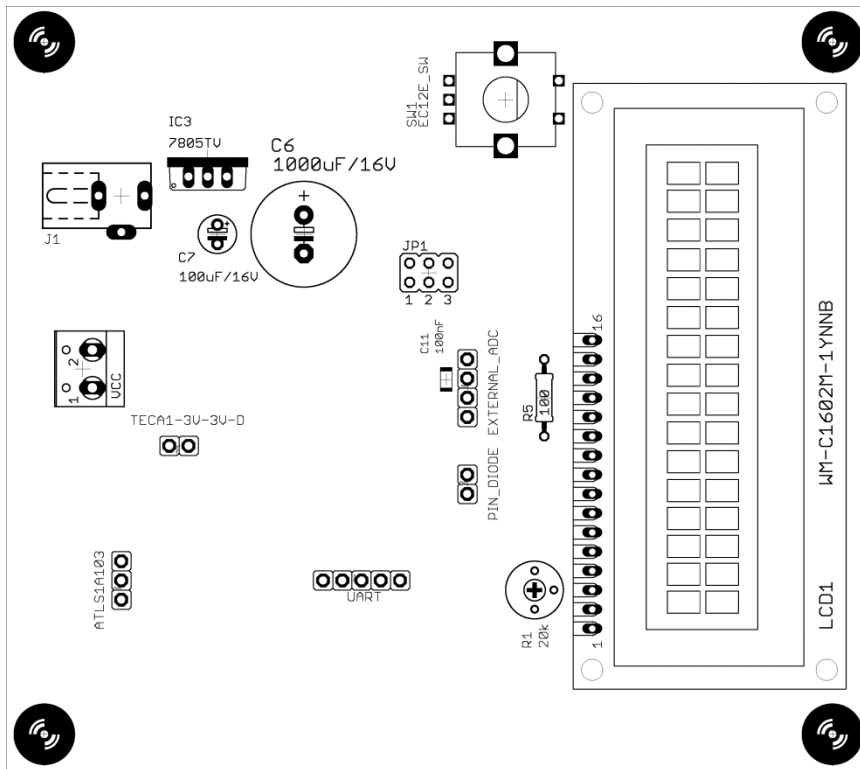 SW1
EC12E_SW
IC3
7805TV
C6
1000uF/16V
+
J1
+
C7
100uF/16V
JP1
1 2 3
C11
100nF
EXTERNAL_ADC
16
R5
100
WM-C1602M-1YNNB
2
1
VCC
TECA1-3V-3V-D
PIN_DIODE
ATLS1A103
UART
R1
20k
1
LCD1